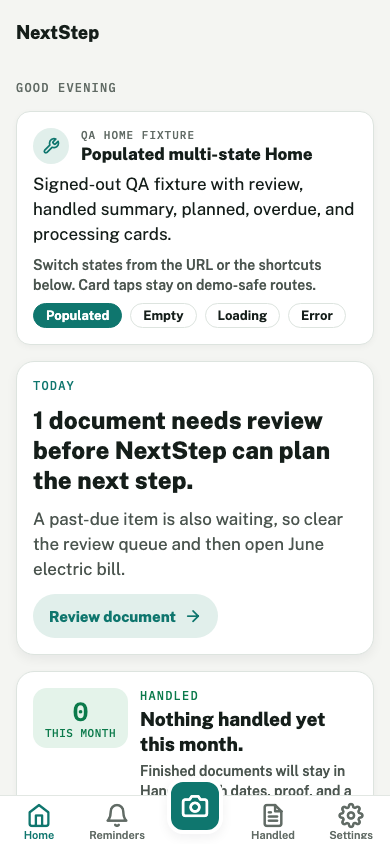 NextStep
GOOD EVENING
QA HOME FIXTURE
Populated multi-state Home
Signed-out QA fixture with review,
handled summary, planned, overdue, and
processing cards.
Switch states from the URL or the shortcuts
below. Card taps stay on demo-safe routes.
Populated Empty Loading Error
TODAY
1 document needs review
before NextStep can plan
the next step.
A past-due item is also waiting, so clear
the review queue and then open June
electric bill.
Review document
0
THIS MONTH
HANDLED
Nothing handled yet
this month.
Finished documents will stay in
dates, proof, and a
Home Reminders Handled Settings